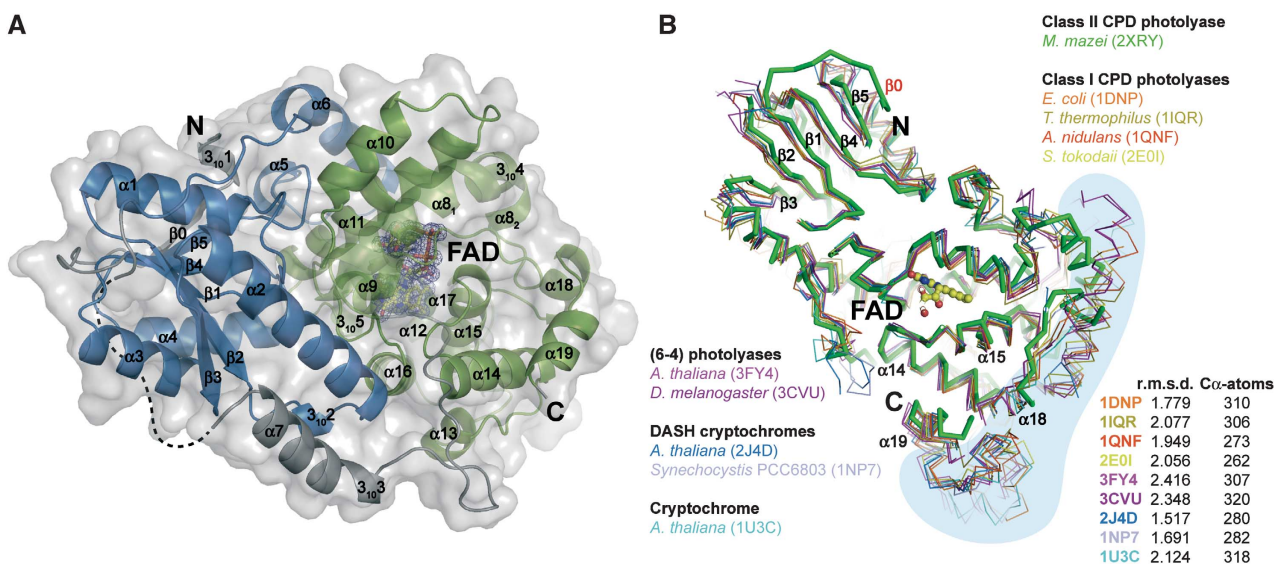 A
N
α6
α10
3₁₀1
α5
3₁₀4
α1
α8₁
α11
α8₂
β0
β5
FAD
β4
α9
α17
α18
β1
α2
3₁₀5
α12
α15
α4
α3
β2
α19
α16
α14
β3
C
3₁₀2
α7
α13
3₁₀3
B
Class II CPD photolyase
M. mazei (2XRY)
Class I CPD photolyases
E. coli (1DNP)
T. thermophilus (1IQR)
A. nidulans (1QNF)
S. tokodaii (2E0I)
β5
β0
N
β1
β4
β2
β3
FAD
α15
α14
C
α18
α19
(6-4) photolyases
A. thaliana (3FY4)
D. melanogaster (3CVU)
DASH cryptochromes
A. thaliana (2J4D)
Synechocystis PCC6803 (1NP7)
Cryptochrome
A. thaliana (1U3C)
r.m.s.d. Cα-atoms
1DNP 1.779 310
1IQR 2.077 306
1QNF 1.949 273
2E0I 2.056 262
3FY4 2.416 307
3CVU 2.348 320
2J4D 1.517 280
1NP7 1.691 282
1U3C 2.124 318